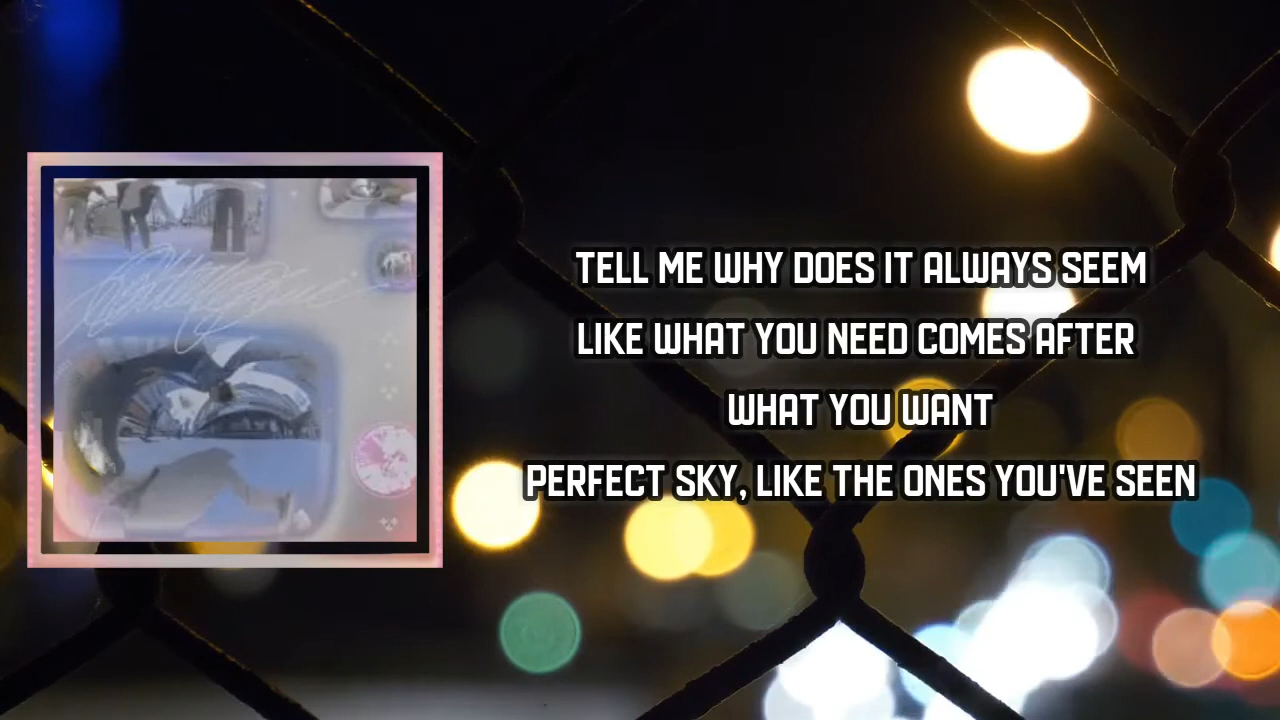 TELL ME WHY DOES IT ALWAYS SEEM
LIKE WHAT YOU NEED COMES AFTER
WHAT YOU WANT
PERFECT SKY, LIKE THE ONES YOU'VE SEEN